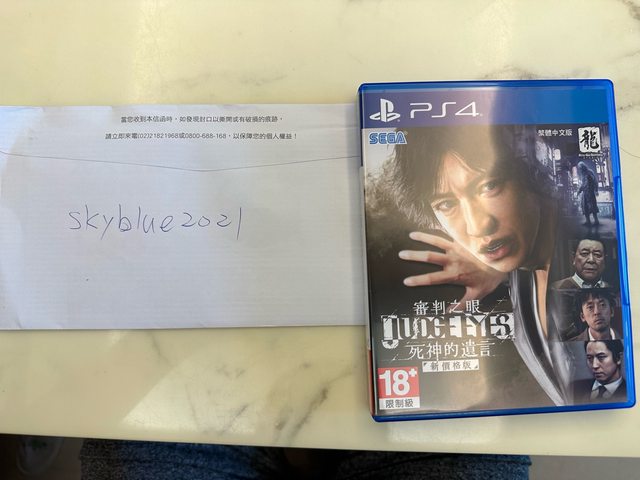 當您收到本信函時，如發現封口以撕開或有破損的痕跡，
請立即來電(02)21821968或0800-688-168，以保障您的個人權益！
skyblue2021
PS4
SEGA
繁體中文版
龍
審判之眼
JUDGE EYES
死神的遺言
新價格版
18+
限制級